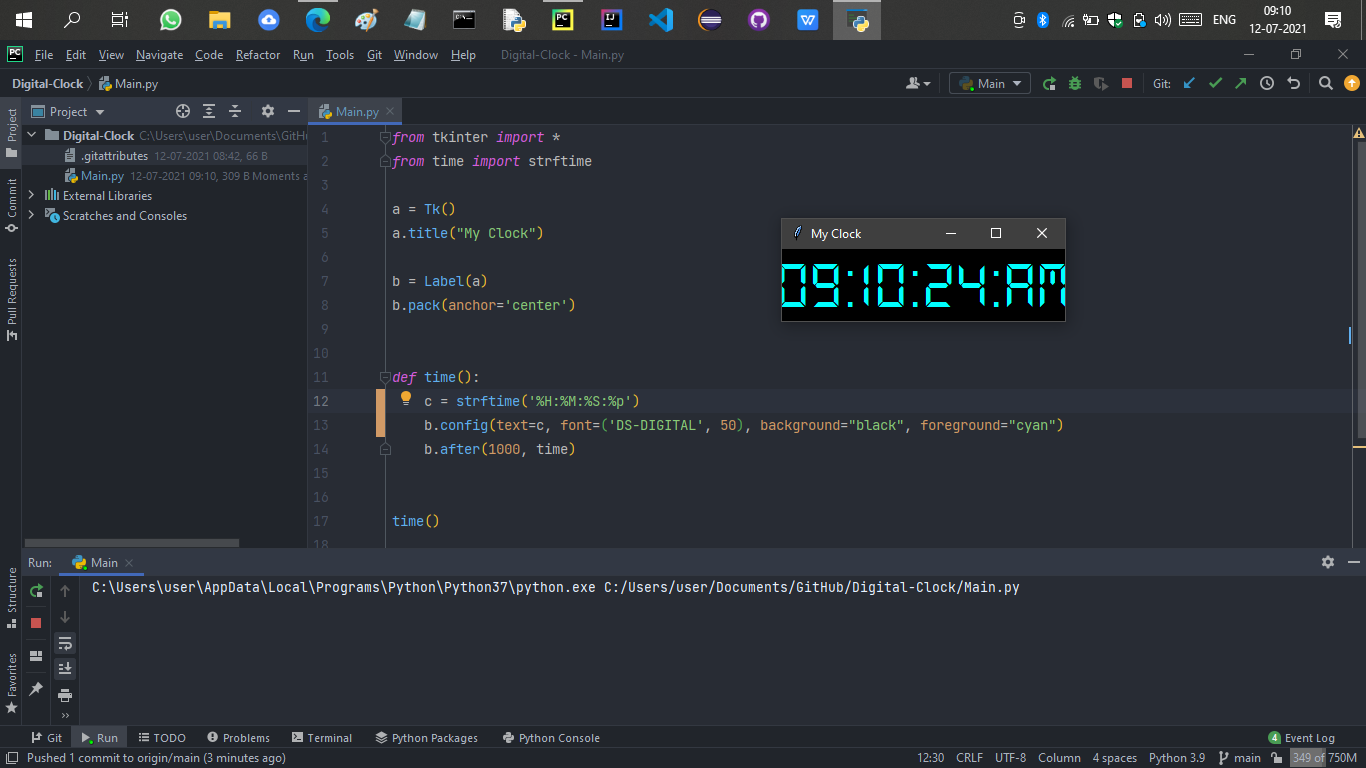 09:10
ENG
12-07-2021
File Edit View Navigate Code Refactor Run Tools Git Window Help Digital-Clock - Main.py
Digital-Clock Main.py
Main
Git:
Project
Main.py
Digital-Clock C:\Users\user\Documents\GitH
.gitattributes 12-07-2021 08:42, 66 B
Main.py 12-07-2021 09:10, 309 B Moments a
External Libraries
Scratches and Consoles
Project
Commit
Pull Requests
Structure
Favorites
1 from tkinter import *
2 from time import strftime
3
4 a = Tk()
5 a.title("My Clock")
6
7 b = Label(a)
8 b.pack(anchor='center')
9
10
11 def time():
12 c = strftime('%H:%M:%S:%p')
13 b.config(text=c, font=('DS-DIGITAL', 50), background="black", foreground="cyan")
14 b.after(1000, time)
15
16
17 time()
18
My Clock
09:10:24:AM
Run: Main
C:\Users\user\AppData\Local\Programs\Python\Python37\python.exe C:/Users/user/Documents/GitHub/Digital-Clock/Main.py
Git Run TODO Problems Terminal Python Packages Python Console
4 Event Log
Pushed 1 commit to origin/main (3 minutes ago)
12:30 CRLF UTF-8 Column 4 spaces Python 3.9 main 349 of 750M